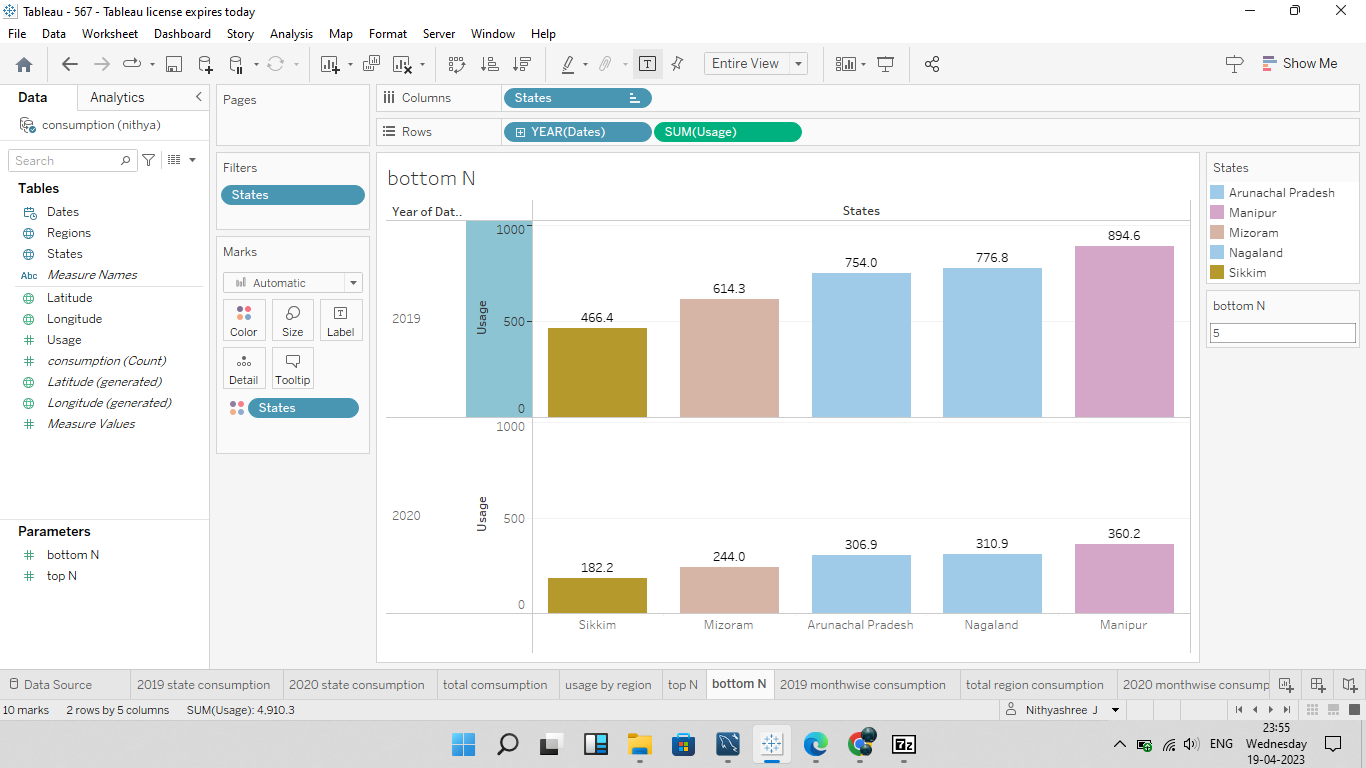 Tableau - 567 - Tableau license expires today
File Data Worksheet Dashboard Story Analysis Map Format Server Window Help
Entire View
Show Me
Data Analytics
consumption (nithya)
Search
Tables
Dates
Regions
States
Abc Measure Names
Latitude
Longitude
Usage
consumption (Count)
Latitude (generated)
Longitude (generated)
Measure Values
Parameters
bottom N
top N
Pages
Filters
States
Marks
Automatic
Color Size Label
Detail Tooltip
States
Columns States
Rows YEAR(Dates) SUM(Usage)
bottom N
Year of Dat..
States
2019
Usage
1000
500
0
466.4 614.3 754.0 776.8 894.6
2020
Usage
1000
500
0
182.2 244.0 306.9 310.9 360.2
Sikkim Mizoram Arunachal Pradesh Nagaland Manipur
States
Arunachal Pradesh
Manipur
Mizoram
Nagaland
Sikkim
bottom N
5
Data Source 2019 state consumption 2020 state consumption total comsumption usage by region top N bottom N 2019 monthwise consumption total region consumption 2020 monthwise consump
10 marks 2 rows by 5 columns SUM(Usage): 4,910.3
Nithyashree J
7z
ENG
23:55
Wednesday
19-04-2023